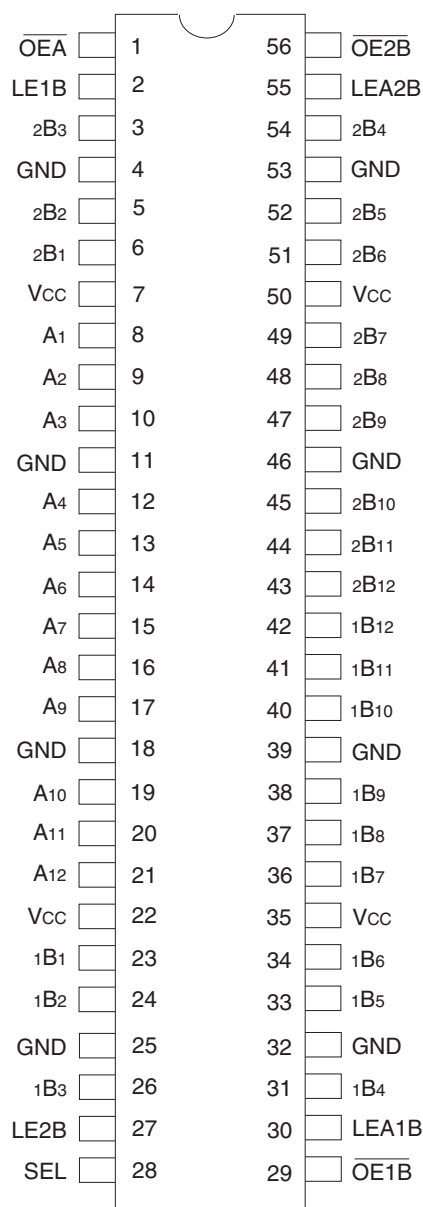 OEA 1 56 OE2B
LE1B 2 55 LEA2B
2B3 3 54 2B4
GND 4 53 GND
2B2 5 52 2B5
2B1 6 51 2B6
VCC 7 50 VCC
A1 8 49 2B7
A2 9 48 2B8
A3 10 47 2B9
GND 11 46 GND
A4 12 45 2B10
A5 13 44 2B11
A6 14 43 2B12
A7 15 42 1B12
A8 16 41 1B11
A9 17 40 1B10
GND 18 39 GND
A10 19 38 1B9
A11 20 37 1B8
A12 21 36 1B7
VCC 22 35 VCC
1B1 23 34 1B6
1B2 24 33 1B5
GND 25 32 GND
1B3 26 31 1B4
LE2B 27 30 LEA1B
SEL 28 29 OE1B